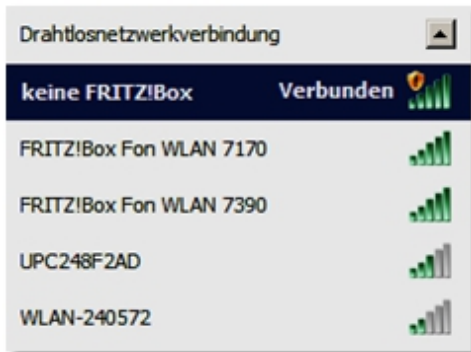 Drahtlosnetzwerkverbindung
keine FRITZ!Box Verbunden
FRITZ!Box Fon WLAN 7170
FRITZ!Box Fon WLAN 7390
UPC248F2AD
WLAN-240572